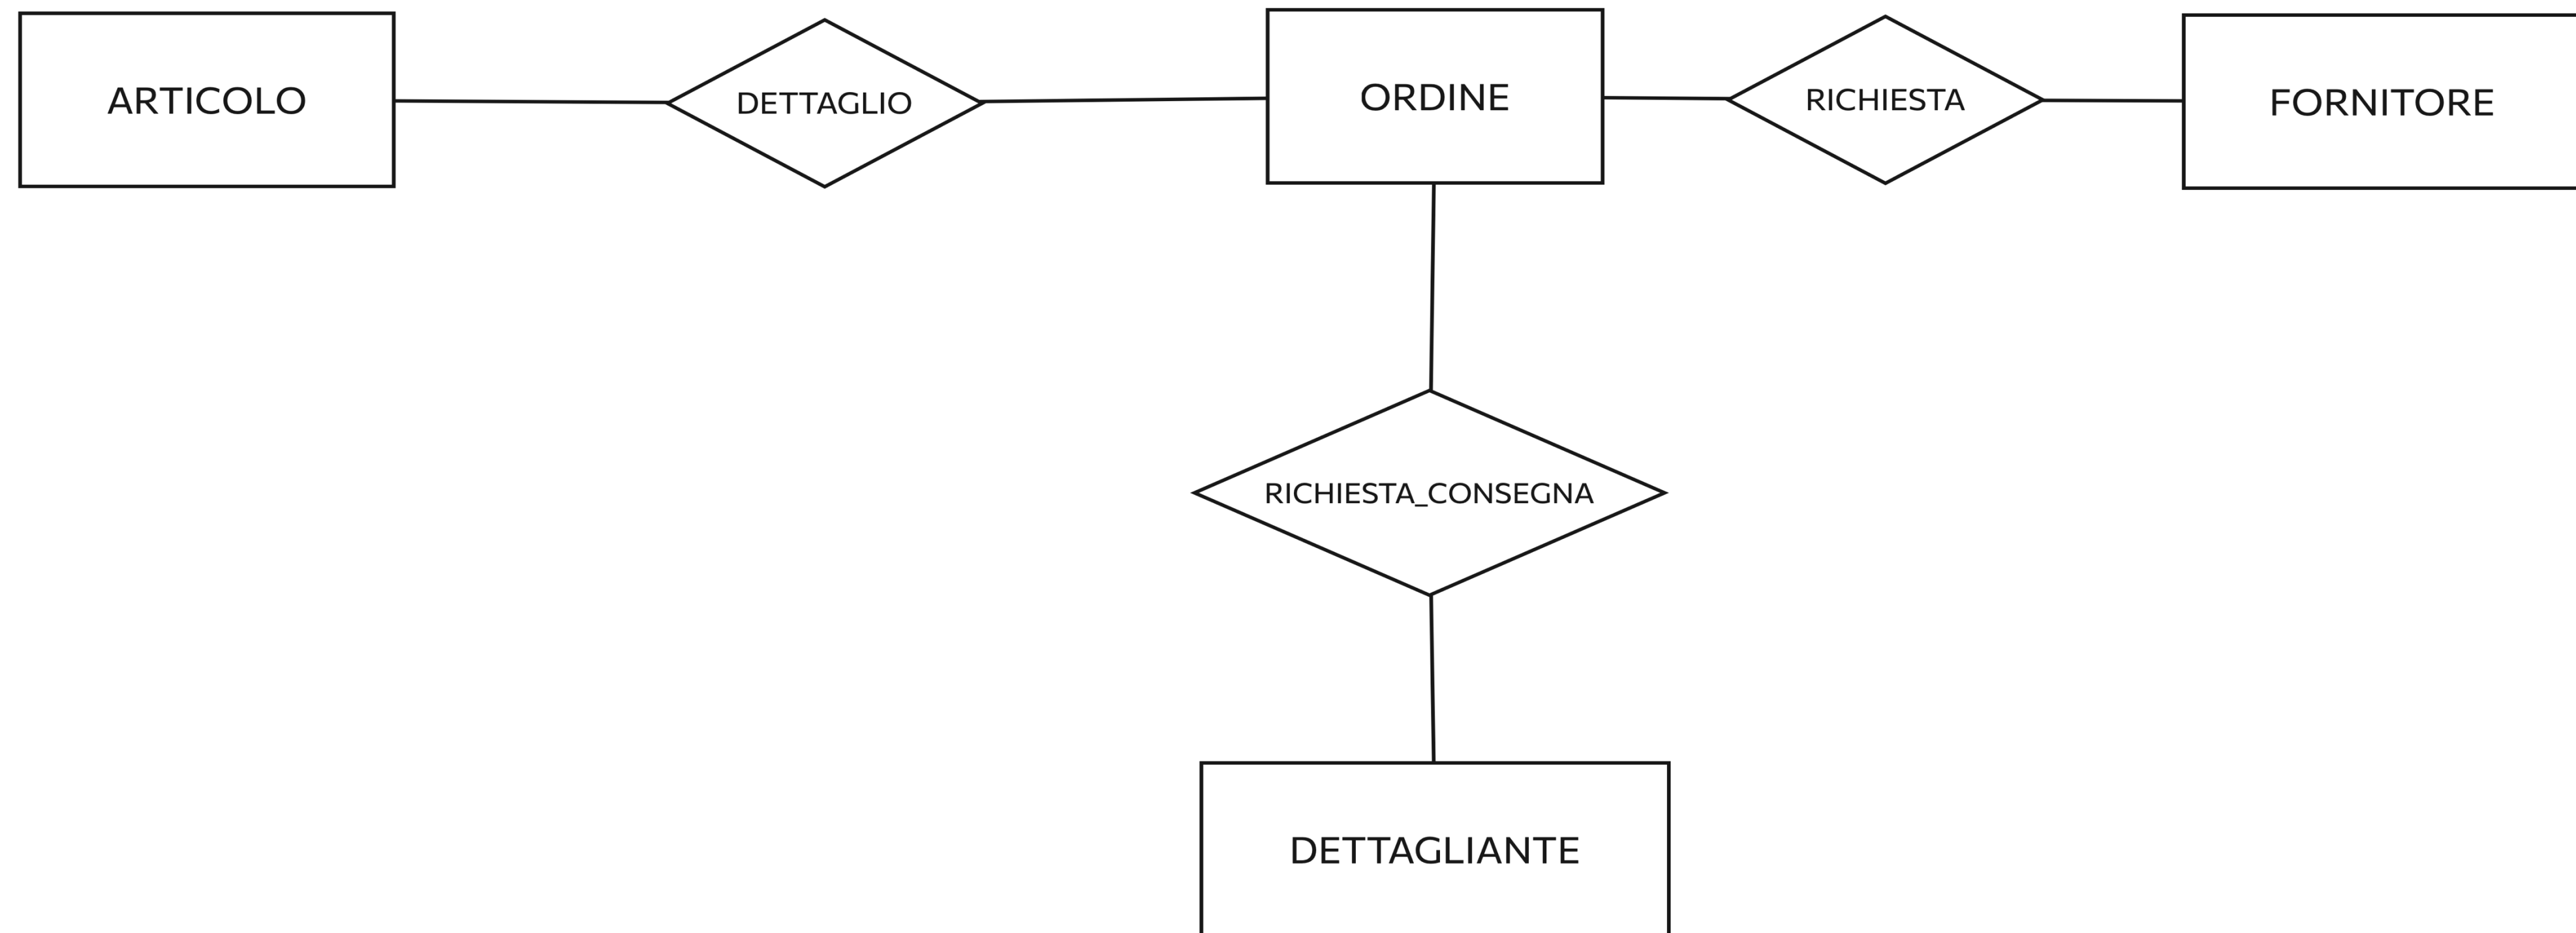 ARTICOLO
DETTAGLIO
ORDINE
RICHIESTA
FORNITORE
RICHIESTA_CONSEGNA
DETTAGLIANTE